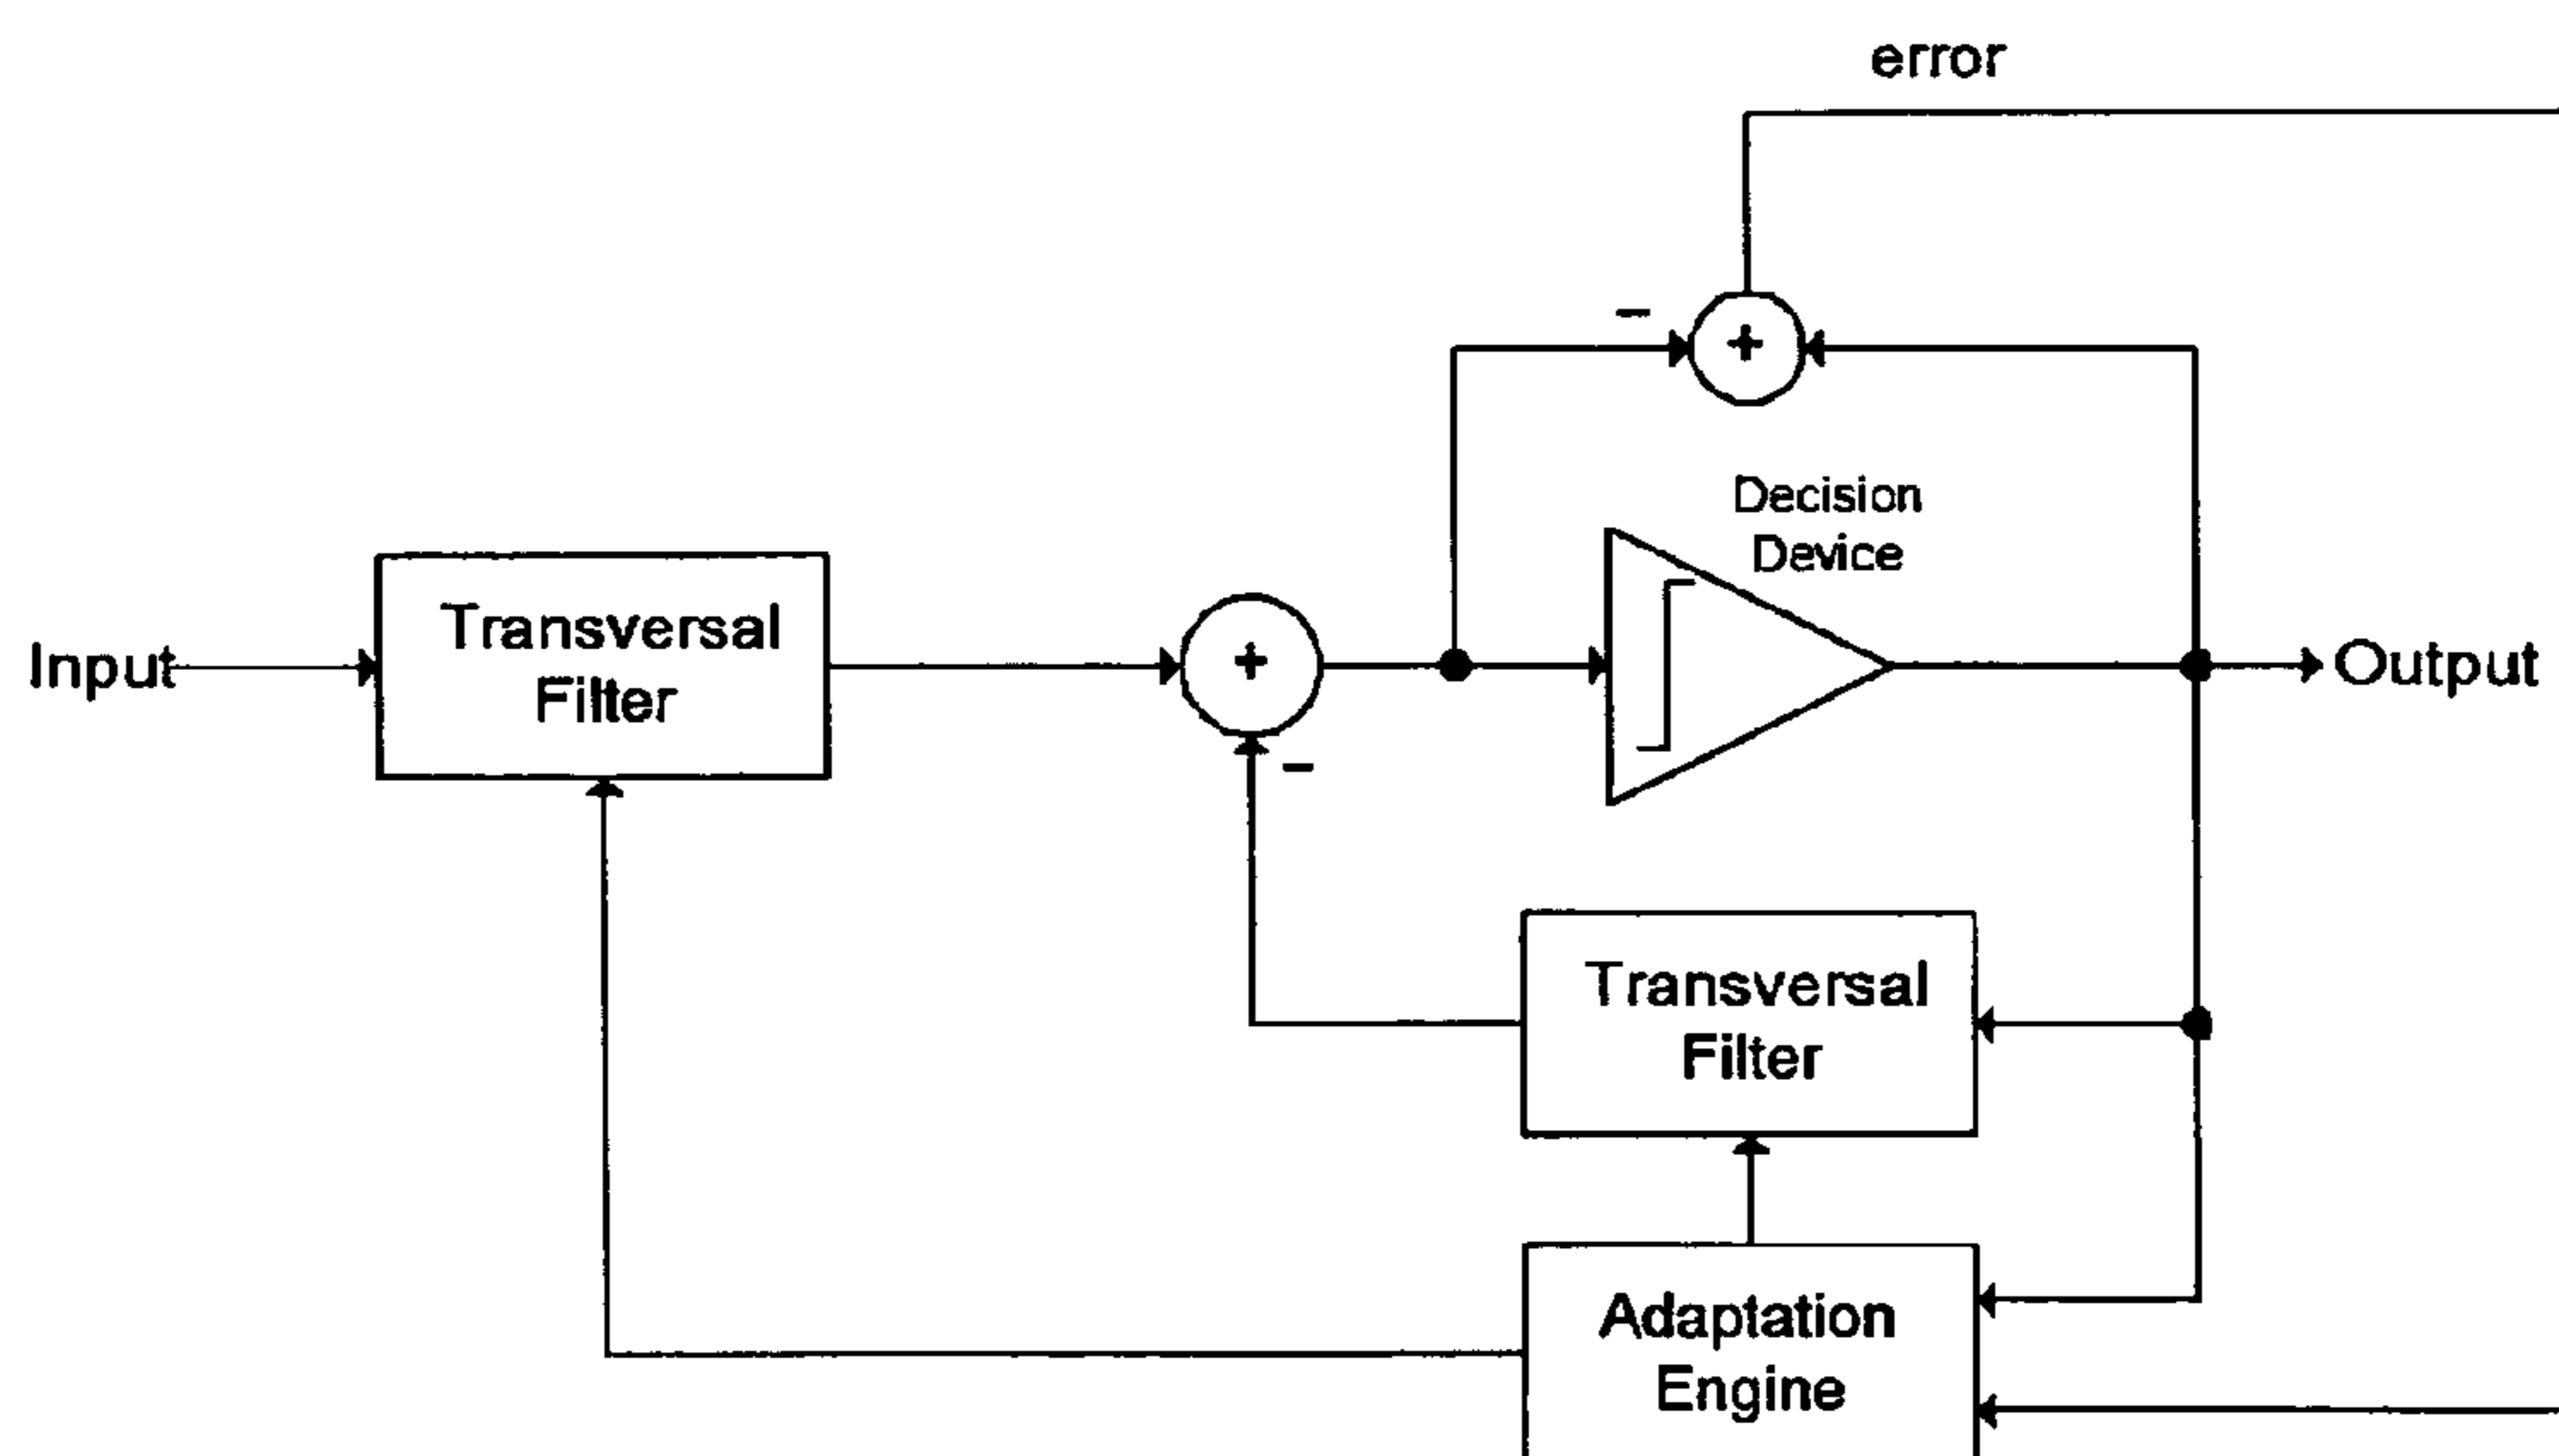 error
–
+
Decision
Device
Transversal
Filter
Input
+
Output
–
Transversal
Filter
Adaptation
Engine